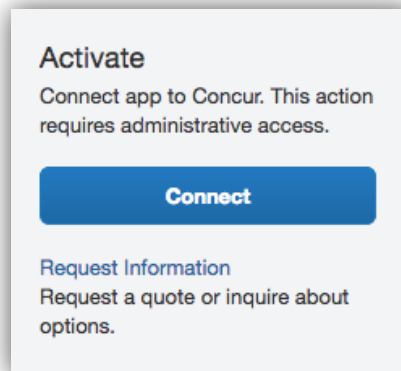 Activate
Connect app to Concur. This action
requires administrative access.
Connect
Request Information
Request a quote or inquire about
options.